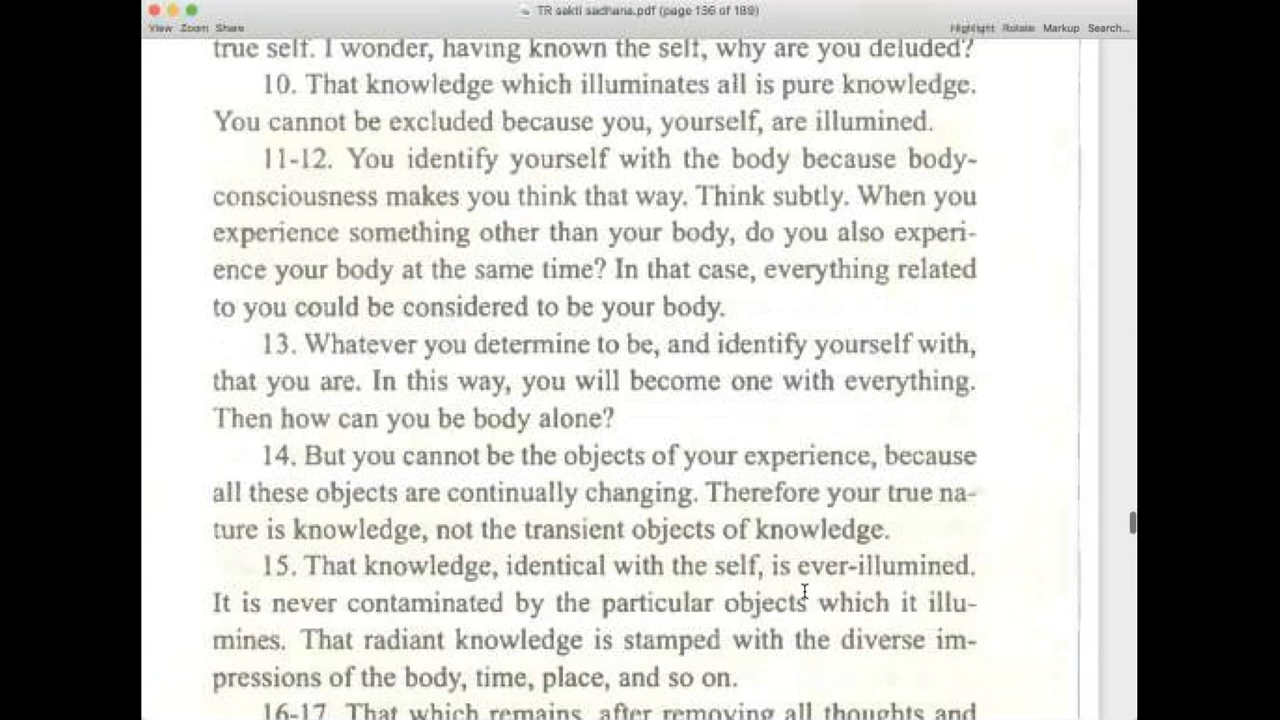 TR sakti sadhana.pdf (page 136 of 189)
View Zoom Share
Highlight Rotate Markup Search...
true self. I wonder, having known the self, why are you deluded?
10. That knowledge which illuminates all is pure knowledge.
You cannot be excluded because you, yourself, are illumined.
11-12. You identify yourself with the body because body-
consciousness makes you think that way. Think subtly. When you
experience something other than your body, do you also experi-
ence your body at the same time? In that case, everything related
to you could be considered to be your body.
13. Whatever you determine to be, and identify yourself with,
that you are. In this way, you will become one with everything.
Then how can you be body alone?
14. But you cannot be the objects of your experience, because
all these objects are continually changing. Therefore your true na-
ture is knowledge, not the transient objects of knowledge.
15. That knowledge, identical with the self, is ever-illumined.
It is never contaminated by the particular objects which it illu-
mines. That radiant knowledge is stamped with the diverse im-
pressions of the body, time, place, and so on.
16-17. That which remains, after removing all thoughts and